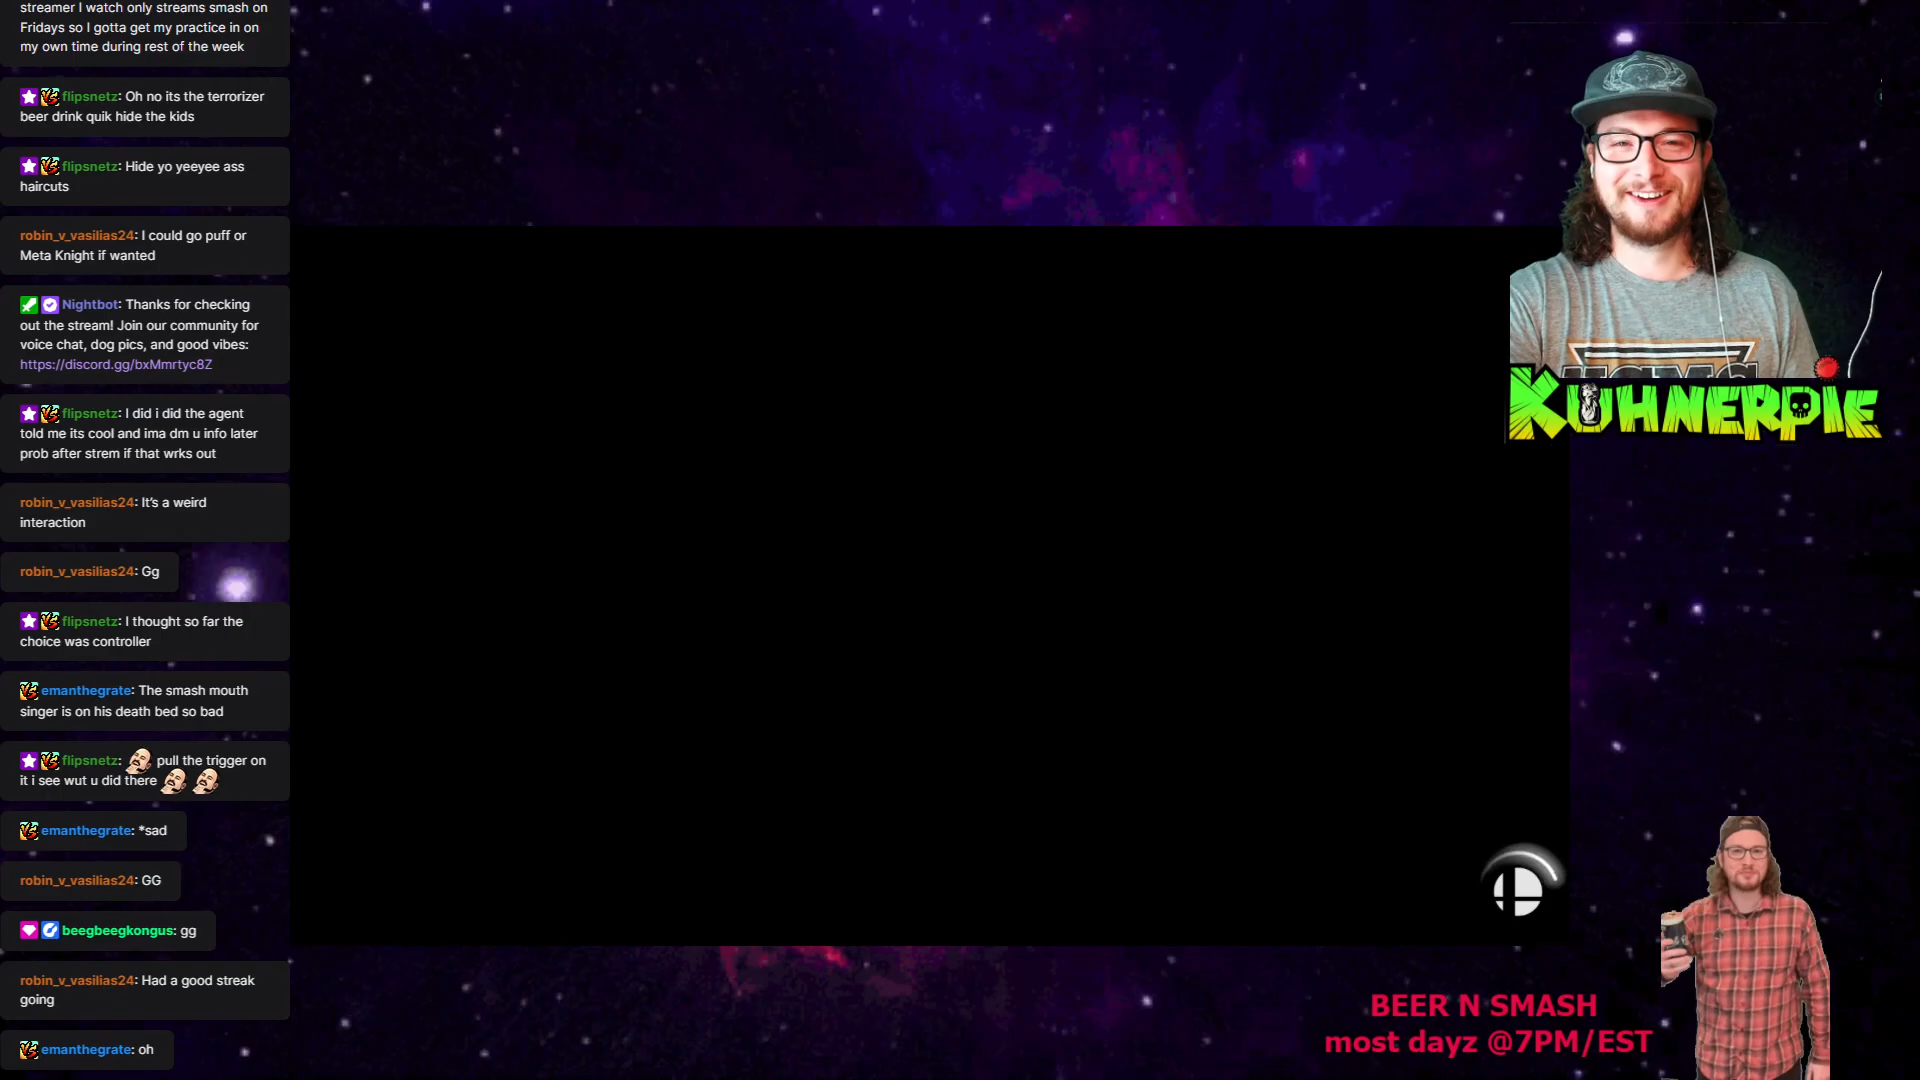 streamer I watch only streams smash on
Fridays so I gotta get my practice in on
my own time during rest of the week
flipsnetz: Oh no its the terrorizer
beer drink quik hide the kids
flipsnetz: Hide yo yeeyee ass
haircuts
robin_v_vasilias24: I could go puff or
Meta Knight if wanted
Nightbot: Thanks for checking
out the stream! Join our community for
voice chat, dog pics, and good vibes:
https://discord.gg/bxMmrtyc8Z
flipsnetz: I did i did the agent
told me its cool and ima dm u info later
prob after strem if that wrks out
robin_v_vasilias24: It's a weird
interaction
robin_v_vasilias24: Gg
flipsnetz: I thought so far the
choice was controller
emanthegrate: The smash mouth
singer is on his death bed so bad
flipsnetz: pull the trigger on
it i see wut u did there
emanthegrate: *sad
robin_v_vasilias24: GG
beegbeegkongus: gg
robin_v_vasilias24: Had a good streak
going
emanthegrate: oh
KUHNERPIE
BEER N SMASH
most dayz @7PM/EST